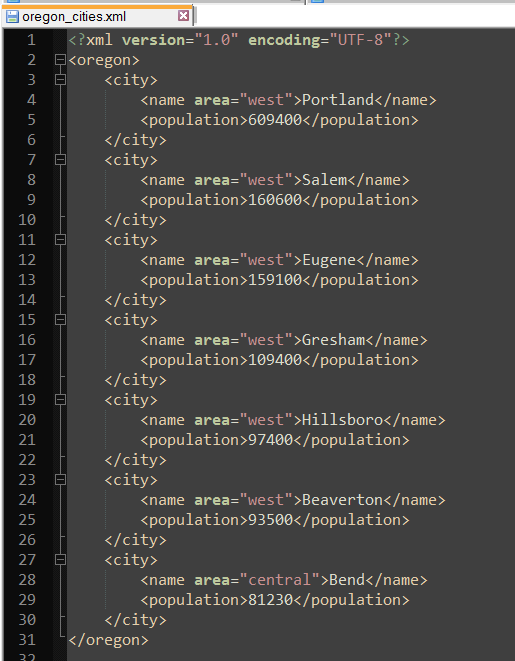 oregon_cities.xml
1 <?xml version="1.0" encoding="UTF-8"?>
2 <oregon>
3 <city>
4 <name area="west">Portland</name>
5 <population>609400</population>
6 </city>
7 <city>
8 <name area="west">Salem</name>
9 <population>160600</population>
10 </city>
11 <city>
12 <name area="west">Eugene</name>
13 <population>159100</population>
14 </city>
15 <city>
16 <name area="west">Gresham</name>
17 <population>109400</population>
18 </city>
19 <city>
20 <name area="west">Hillsboro</name>
21 <population>97400</population>
22 </city>
23 <city>
24 <name area="west">Beaverton</name>
25 <population>93500</population>
26 </city>
27 <city>
28 <name area="central">Bend</name>
29 <population>81230</population>
30 </city>
31 </oregon>
32